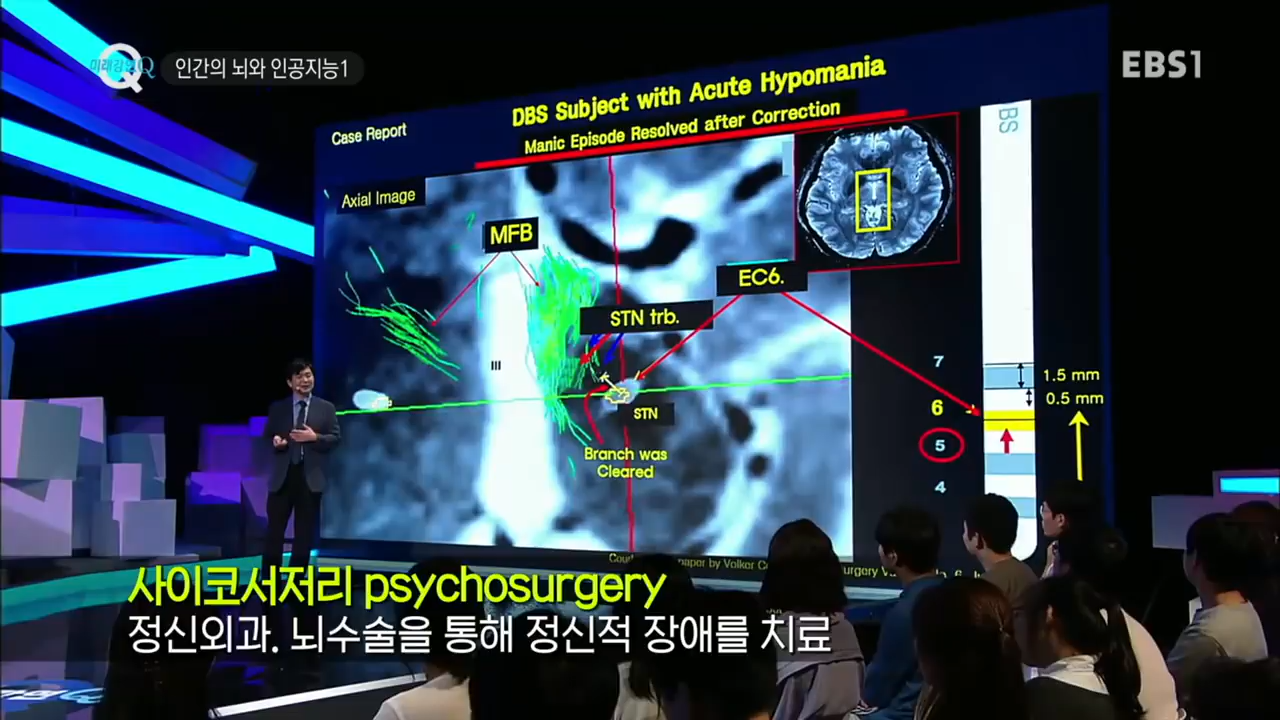 미래강연Q
인간의 뇌와 인공지능1
EBS1
DBS Subject with Acute Hypomania
Case Report
Manic Episode Resolved after Correction
Axial Image
MFB
EC6.
STN trb.
III
STN
Branch was
Cleared
BS
7
6
5
4
1.5 mm
0.5 mm
paper by Volker
사이코서저리 psychosurgery
정신외과. 뇌수술을 통해 정신적 장애를 치료